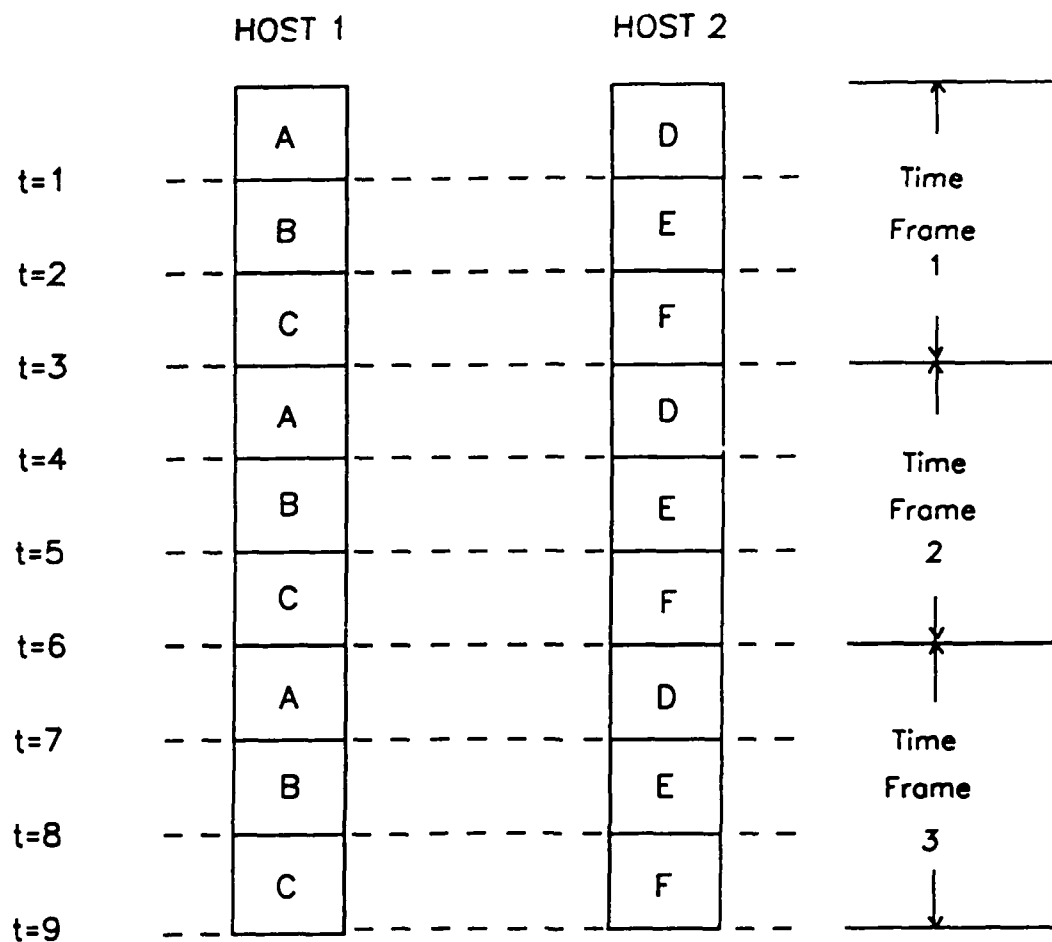 HOST 1 HOST 2
A D
t=1
Time
B E Frame
1
t=2
C F
t=3
A D
t=4
Time
B E Frame
2
t=5
C F
t=6
A D
t=7
Time
B E Frame
3
t=8
C F
t=9